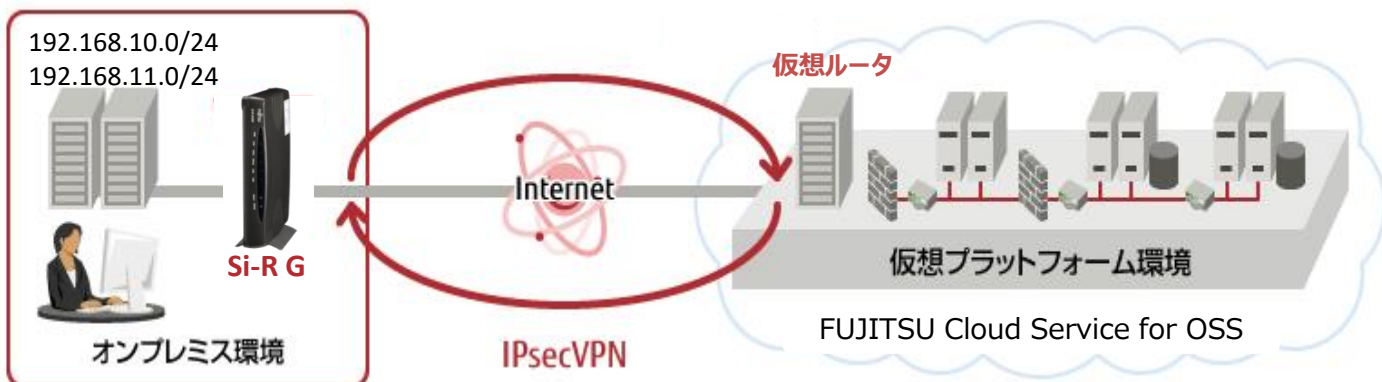 192.168.10.0/24
192.168.11.0/24
Si-R G
オンプレミス環境
Internet
IPsecVPN
仮想ルータ
仮想プラットフォーム環境
FUJITSU Cloud Service for OSS